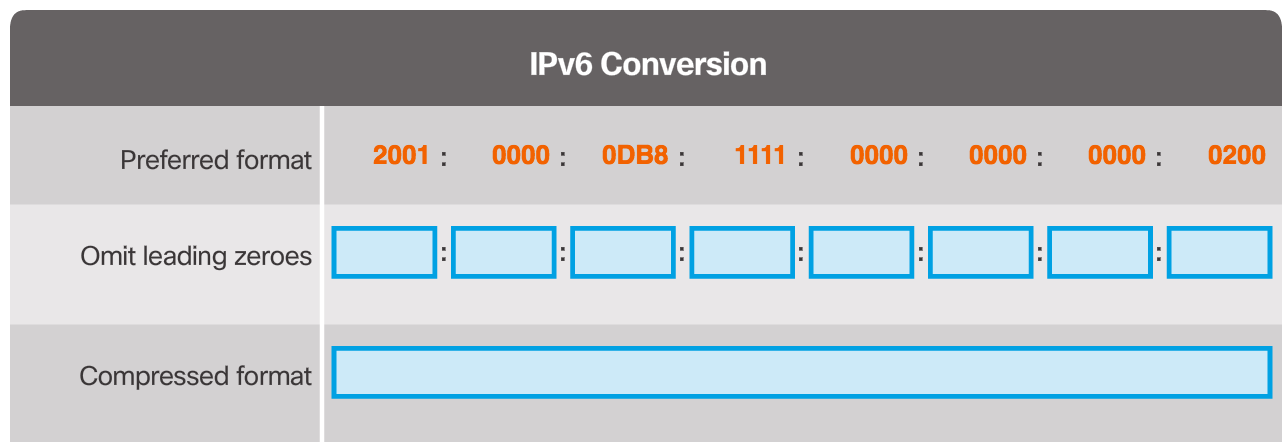 IPv6 Conversion
Preferred format 2001 : 0000 : 0DB8 : 1111 : 0000 : 0000 : 0000 : 0200
Omit leading zeroes : : : : : : :
Compressed format